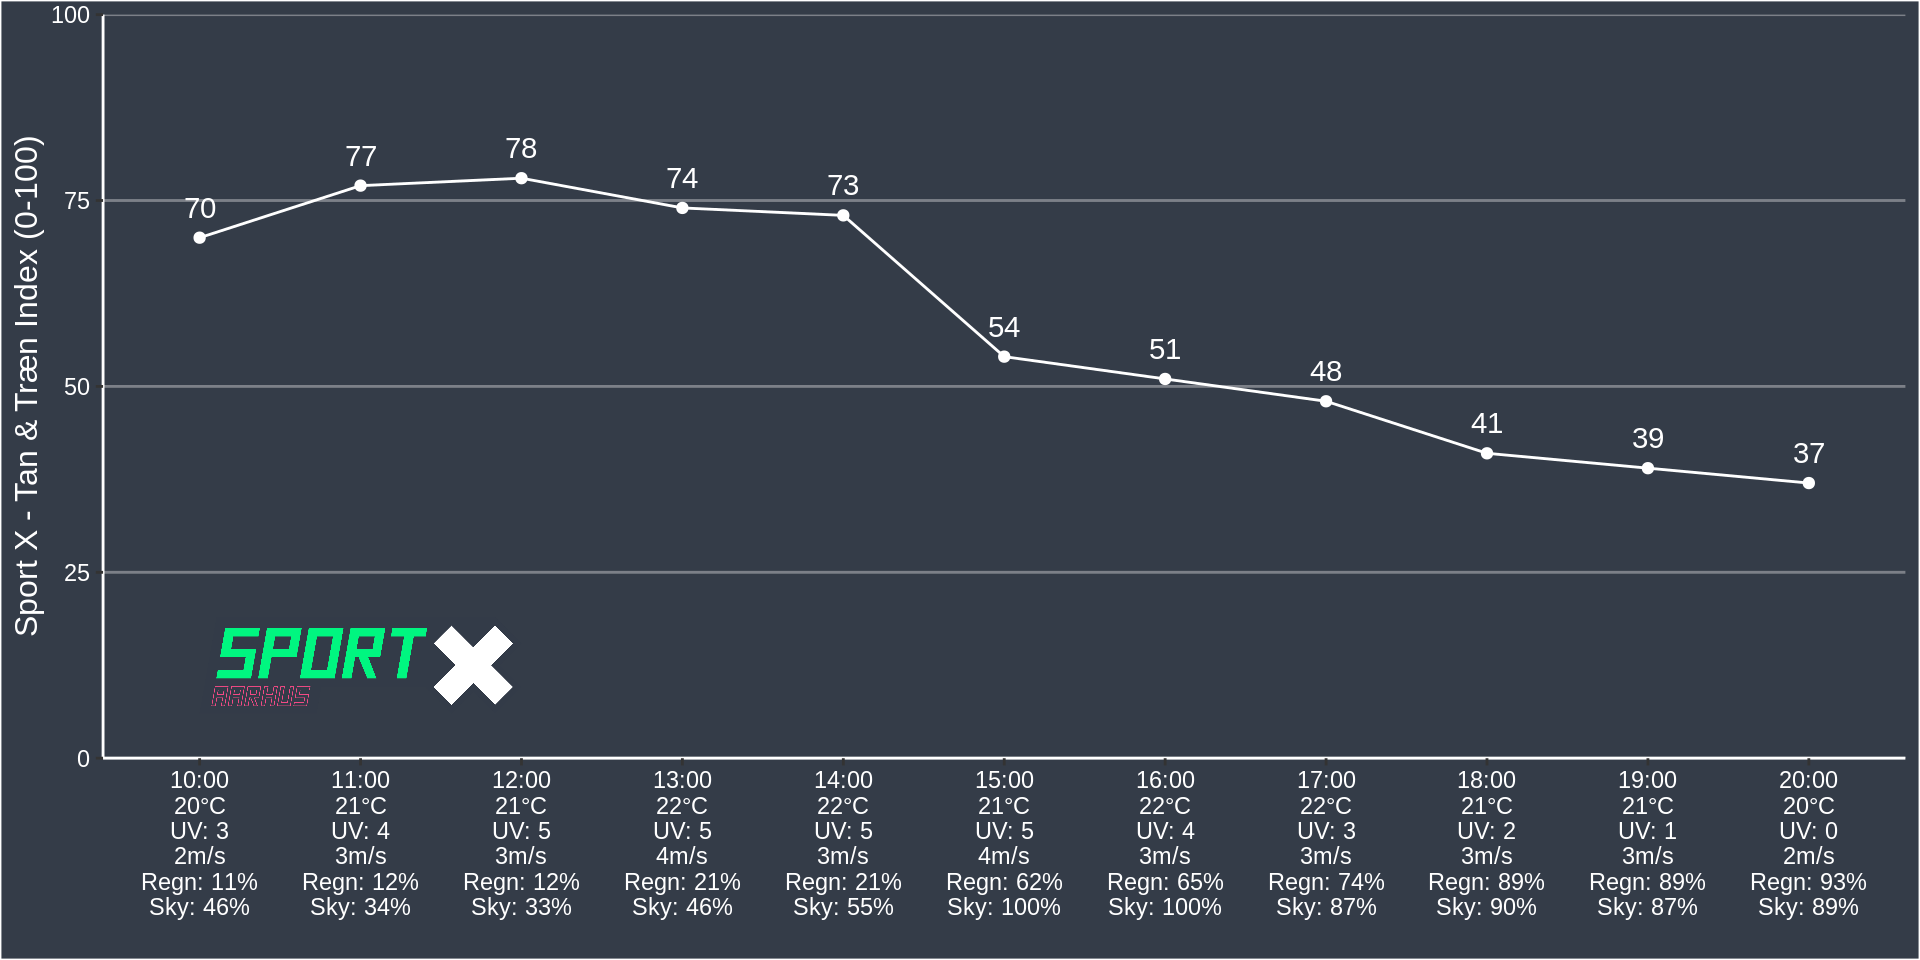 Sport X - Tan & Træn Index (0-100)
100
75
50
25
0
70
77
78
74
73
54
51
48
41
39
37
SPORT X
AARHUS
10:00 11:00 12:00 13:00 14:00 15:00 16:00 17:00 18:00 19:00 20:00
20°C 21°C 21°C 22°C 22°C 21°C 22°C 22°C 21°C 21°C 20°C
UV: 3 UV: 4 UV: 5 UV: 5 UV: 5 UV: 5 UV: 4 UV: 3 UV: 2 UV: 1 UV: 0
2m/s 3m/s 3m/s 4m/s 3m/s 4m/s 3m/s 3m/s 3m/s 3m/s 2m/s
Regn: 11% Regn: 12% Regn: 12% Regn: 21% Regn: 21% Regn: 62% Regn: 65% Regn: 74% Regn: 89% Regn: 89% Regn: 93%
Sky: 46% Sky: 34% Sky: 33% Sky: 46% Sky: 55% Sky: 100% Sky: 100% Sky: 87% Sky: 90% Sky: 87% Sky: 89%